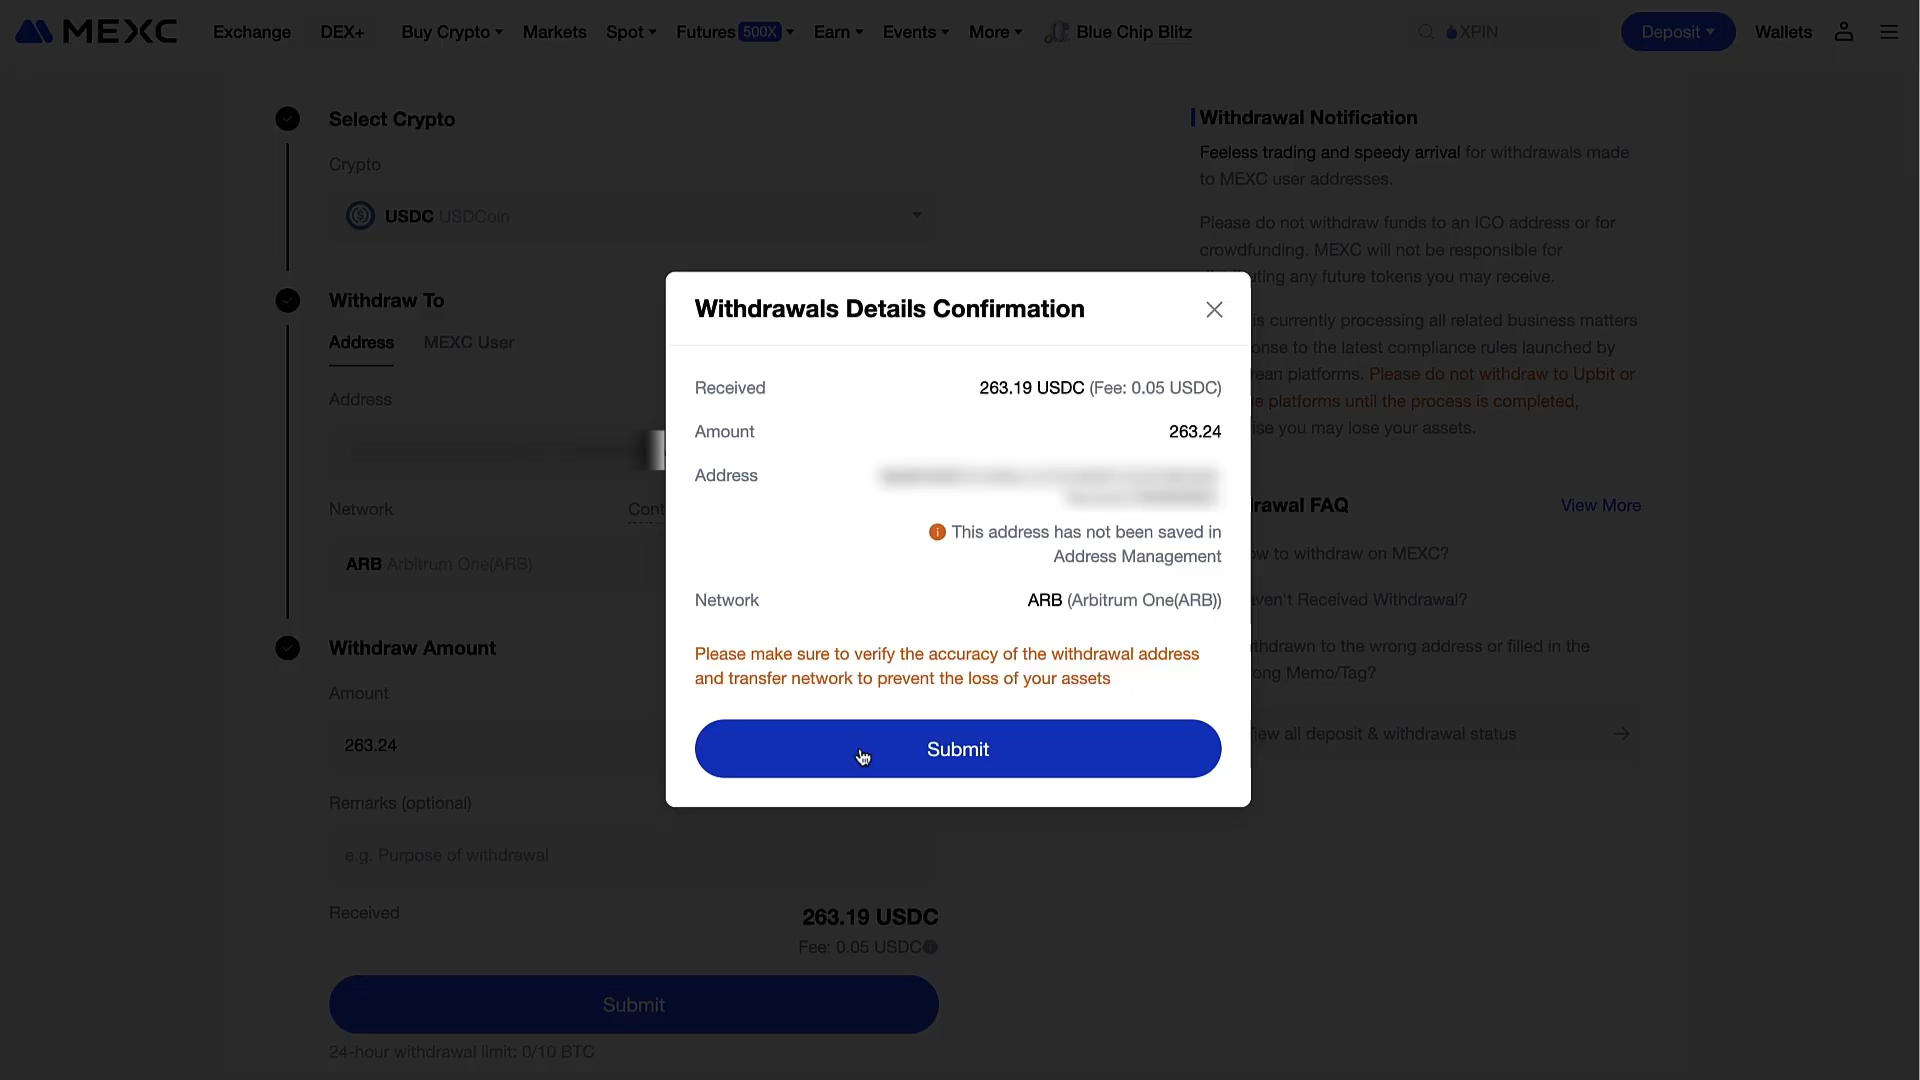 MEXC
Exchange
DEX+
Buy Crypto
Markets
Spot
Futures 500X
Earn
Events
More
Blue Chip Blitz
XPIN
Deposit
Wallets
Select Crypto
Crypto
USDC USDCoin
Withdraw To
Address
MEXC User
Address
Network
Cont
ARB Arbitrum One(ARB)
Withdraw Amount
Amount
263.24
Remarks (optional)
e.g. Purpose of withdrawal
Received
263.19 USDC
Fee: 0.05 USDC
Submit
24-hour withdrawal limit: 0/10 BTC
Withdrawals Details Confirmation
Received
263.19 USDC (Fee: 0.05 USDC)
Amount
263.24
Address
This address has not been saved in
Address Management
Network
ARB (Arbitrum One(ARB))
Please make sure to verify the accuracy of the withdrawal address
and transfer network to prevent the loss of your assets
Submit
Withdrawal Notification
Feeless trading and speedy arrival for withdrawals made
to MEXC user addresses.
Please do not withdraw funds to an ICO address or for
crowdfunding. MEXC will not be responsible for
ting any future tokens you may receive.
is currently processing all related business matters
onse to the latest compliance rules launched by
ean platforms. Please do not withdraw to Upbit or
e platforms until the process is completed,
ise you may lose your assets.
rawal FAQ
View More
ow to withdraw on MEXC?
ven't Received Withdrawal?
thdrawn to the wrong address or filled in the
ong Memo/Tag?
iew all deposit & withdrawal status